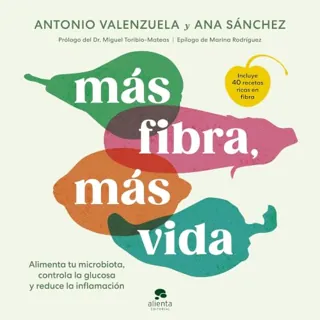 ANTONIO VALENZUELA y ANA SÁNCHEZ
Prólogo del Dr. Miguel Toribio-Mateas | Epílogo de Marina Rodríguez
Incluye
40 recetas
ricas en
fibra
más
fibra,
más
vida
Alimenta tu microbiota,
controla la glucosa
y reduce la inflamación
alienta
EDITORIAL